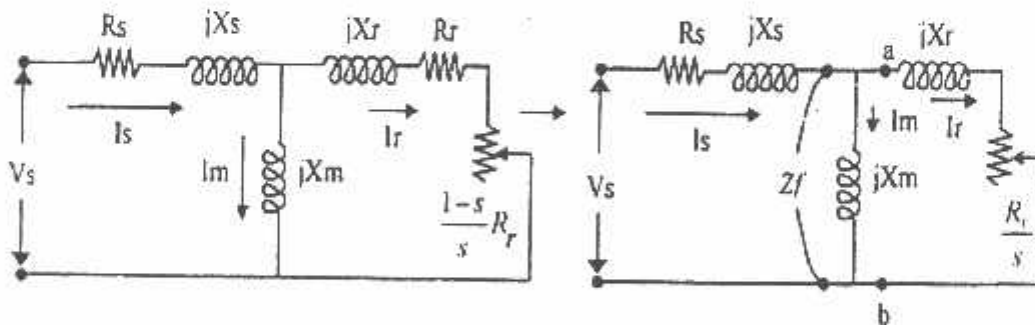 Rs jXs jXr Rr
Is Im jXm Ir
Vs
1-s
s
Rr
Rs jXs a jXr
Is Im Ir
Vs Zf jXm
Rr
s
b